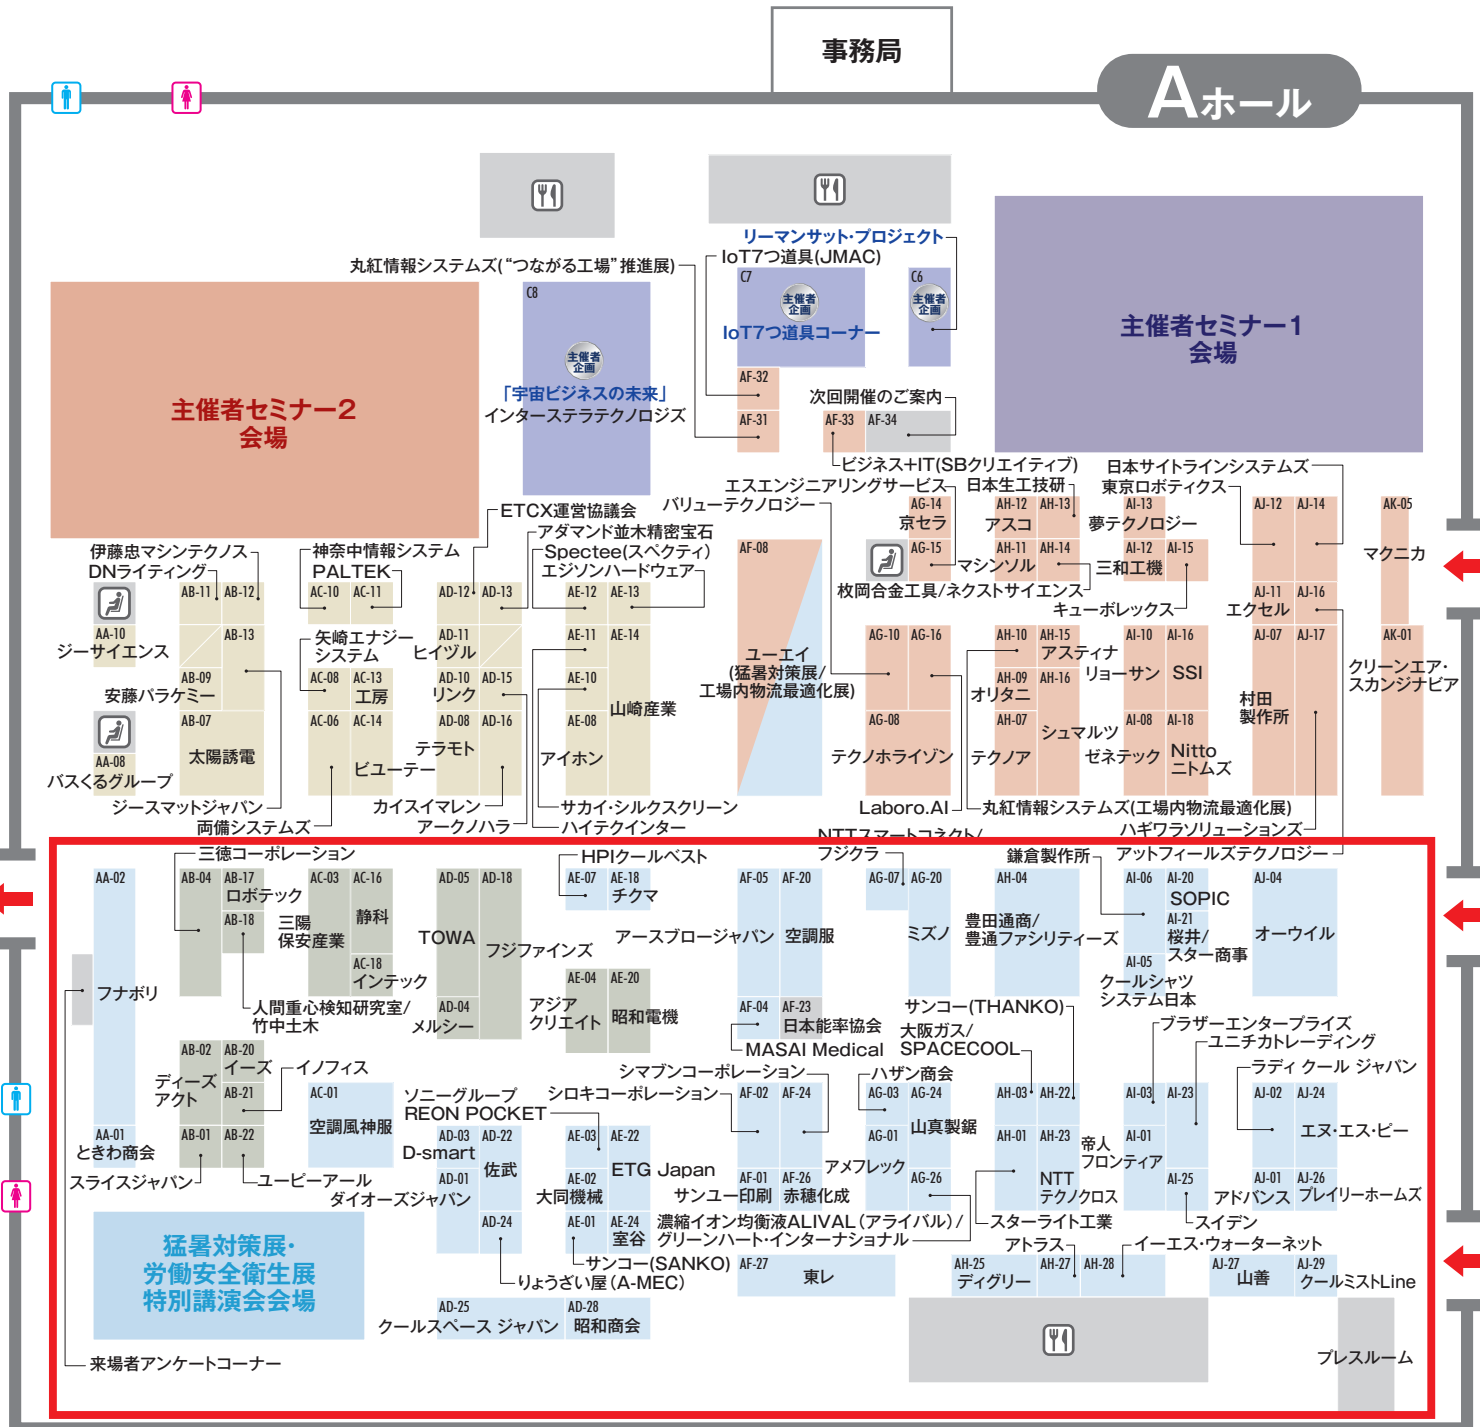 事務局
Aホール
リーマンサット・プロジェクト
IoT7つ道具(JMAC)
丸紅情報システムズ(“つながる工場”推進展)
C8
主催者
企画
「宇宙ビジネスの未来」
インターステラテクノロジズ
C7
主催者
企画
IoT7つ道具コーナー
C6
主催者
企画
主催者セミナー1
会場
主催者セミナー2
会場
AF-32
AF-31
次回開催のご案内
AF-33
AF-34
ビジネス+IT(SBクリエイティブ)
エスエンジニアリングサービス
日本生工技研
バリューテクノロジー
日本サイトラインシステムズ
東京ロボティクス
ETCX運営協議会
アダマンド並木精密宝石
Spectee(スペクティ)
エジソンハードウェア
伊藤忠マシンテクノス
DNライティング
神奈中情報システム
PALTEK
AG-14
京セラ
AG-15
AH-12
アスコ
AH-13
AH-11
マシンソル
AH-14
AI-13
夢テクノロジー
AI-12
AI-15
三和工機
AJ-12
AJ-14
AK-05
マクニカ
枚岡合金工具/ネクストサイエンス
キューボレックス
AJ-11
AJ-16
エクセル
AA-10
ジーサイエンス
AB-11
AB-12
AB-13
AB-09
安藤パラケミー
AB-07
太陽誘電
AA-08
バスくるグループ
ジースマットジャパン
両備システムズ
AC-10
AC-11
矢崎エナジー
システム
AC-08
AC-13
工房
AC-06
AC-14
ビューテー
AD-12
AD-13
AD-11
ヒイヅル
AD-10
リンク
AD-15
AD-08
AD-16
テラモト
カイスイマレン
アークノハラ
AE-12
AE-13
AE-11
AE-14
AE-10
山崎産業
AE-08
アイホン
サカイ・シルクスクリーン
ハイテクインター
AF-08
ユーエイ
(猛暑対策展/
工場内物流最適化展)
AG-10
AG-16
AG-08
テクノホライゾン
Laboro.AI
AH-10
AH-15
アスティナ
AH-09
オリタニ
AH-16
AH-07
テクノア
シュマルツ
丸紅情報システムズ(工場内物流最適化展)
AI-10
リョーサン
AI-16
SSI
AI-08
ゼネテック
AI-18
Nitto
ニトムズ
AJ-07
村田
製作所
AJ-17
AK-01
クリーンエア・
スカンジナビア
ハギワラソリューションズ
アットフィールズテクノロジー
三徳コーポレーション
HPIクールベスト
NTTスマートコネクト/
フジクラ
鎌倉製作所
AA-02
フナボリ
AB-04
AB-17
ロボテック
AB-18
人間重心検知研究室/
竹中土木
AC-03
三陽
保安産業
AC-16
静科
AC-18
インテック
AD-05
TOWA
AD-18
フジファインズ
AD-04
メルシー
AE-07
AE-18
チクマ
AE-04
アジア
クリエイト
AE-20
昭和電機
AF-05
アースブロージャパン
AF-20
空調服
AF-04
AF-23
日本能率協会
MASAI Medical
AG-07
AG-20
ミズノ
AH-04
豊田通商/
豊通ファシリティーズ
AI-06
AI-20
SOPIC
AI-21
桜井/
スター商事
AI-05
クールシャツ
システム日本
AJ-04
オーウイル
サンコー(THANKO)
大阪ガス/
SPACECOOL
ブラザーエンタープライズ
ユニチカトレーディング
ラディ クール ジャパン
シマブンコーポレーション
シロキコーポレーション
ハザン商会
ソニーグループ
REON POCKET
AB-02
ディーズ
アクト
AB-20
イーズ
AB-21
イノフィス
AB-01
AB-22
スライスジャパン
ユーピーアール
AA-01
ときわ商会
AC-01
空調風神服
AD-03
D-smart
AD-22
佐武
AD-01
ダイオーズジャパン
AD-24
AE-03
AE-22
ETG Japan
AE-02
大同機械
AE-01
AE-24
室谷
サンコー(SANKO)
りょうざい屋(A-MEC)
AF-02
AF-24
AF-01
サンユー印刷
AF-26
赤穂化成
AG-03
AG-24
山真製鋸
AG-01
アメフレック
AG-26
濃縮イオン均衡液ALIVAL(アライバル)/
グリーンハート・インターナショナル
AH-03
AH-22
AH-01
AH-23
NTT
テクノクロス
スターライト工業
AI-03
AI-23
AI-01
帝人
フロンティア
AI-25
スイデン
AJ-02
AJ-24
エヌ・エス・ピー
AJ-01
アドバンス
AJ-26
プレイリーホームズ
アトラス
イーエス・ウォーターネット
猛暑対策展・
労働安全衛生展
特別講演会会場
AF-27
東レ
AH-25
ディグリー
AH-27
AH-28
AJ-27
山善
AJ-29
クールミストLine
AD-25
クールスペース ジャパン
AD-28
昭和商会
来場者アンケートコーナー
プレスルーム